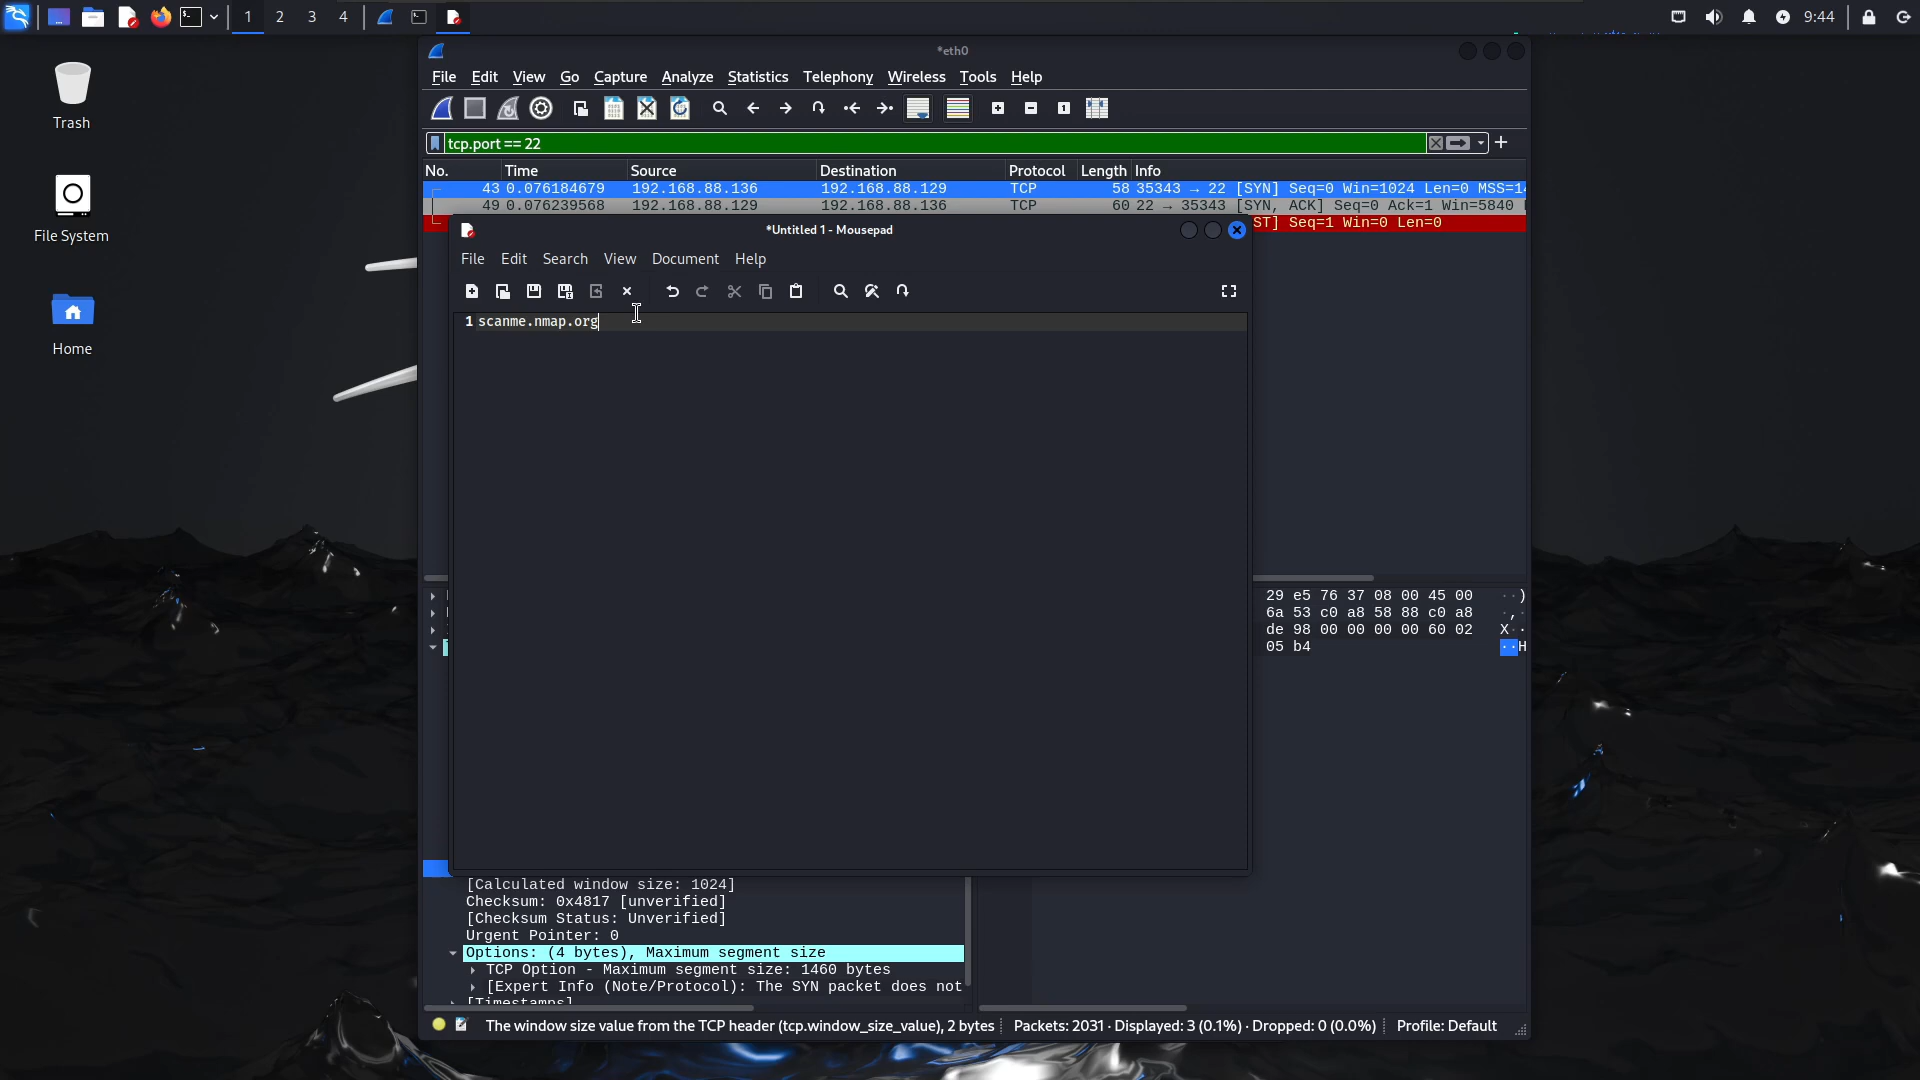 1 2 3 4
9:44
Trash
File System
Home
*eth0
File Edit View Go Capture Analyze Statistics Telephony Wireless Tools Help
tcp.port == 22
No. Time Source Destination Protocol Length Info
43 0.076184679 192.168.88.136 192.168.88.129 TCP 58 35343 → 22 [SYN] Seq=0 Win=1024 Len=0 MSS=14
49 0.076239568 192.168.88.129 192.168.88.136 TCP 60 22 → 35343 [SYN, ACK] Seq=0 Ack=1 Win=5840
ST] Seq=1 Win=0 Len=0
*Untitled 1 - Mousepad
File Edit Search View Document Help
1 scanme.nmap.org
29 e5 76 37 08 00 45 00 ··)
6a 53 c0 a8 58 88 c0 a8 ·,·
de 98 00 00 00 00 60 02 X··
05 b4 ··H
[Calculated window size: 1024]
Checksum: 0x4817 [unverified]
[Checksum Status: Unverified]
Urgent Pointer: 0
Options: (4 bytes), Maximum segment size
TCP Option - Maximum segment size: 1460 bytes
[Expert Info (Note/Protocol): The SYN packet does not
[Timestamps]
The window size value from the TCP header (tcp.window_size_value), 2 bytes
Packets: 2031 · Displayed: 3 (0.1%) · Dropped: 0 (0.0%)
Profile: Default